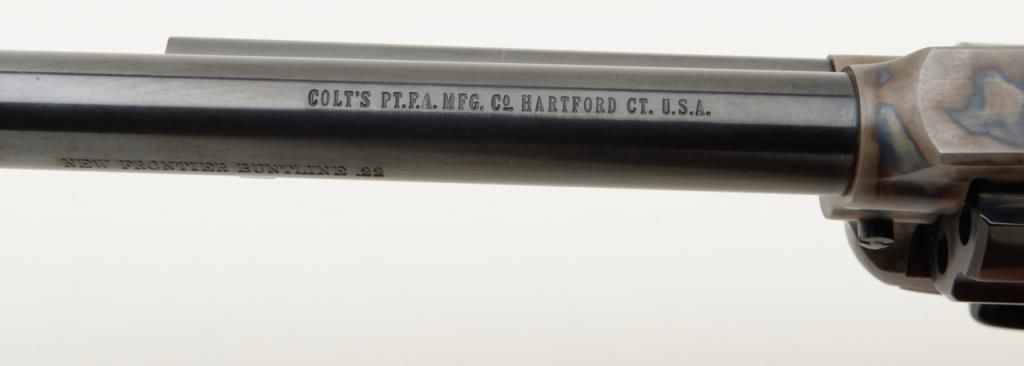 COLT'S PT.F.A. MFG. Co HARTFORD CT. U.S.A.
NEW FRONTIER BUNTLINE .22